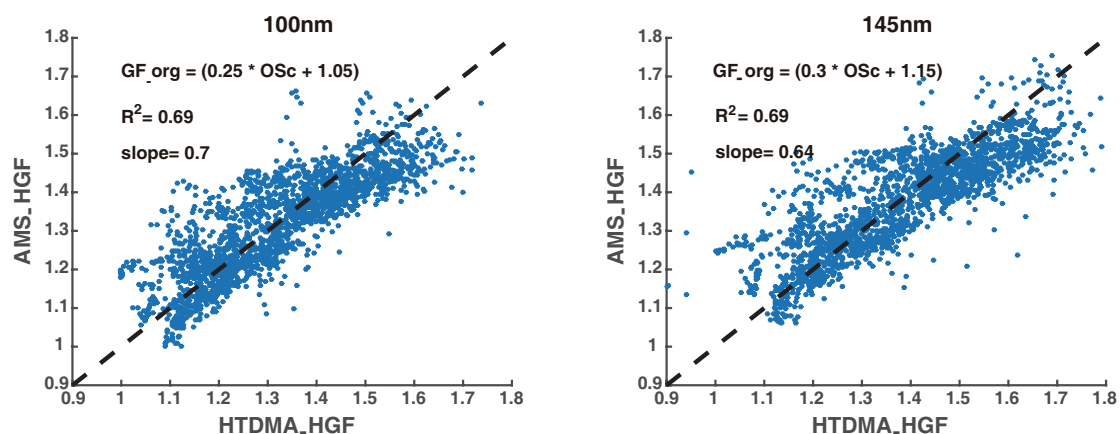 100nm
GF_org = (0.25 * OSc + 1.05)
R²= 0.69
slope= 0.7
AMS_HGF
1.8
1.7
1.6
1.5
1.4
1.3
1.2
1.1
1
0.9
0.9 1 1.1 1.2 1.3 1.4 1.5 1.6 1.7 1.8
HTDMA_HGF
145nm
GF_org = (0.3 * OSc + 1.15)
R²= 0.69
slope= 0.64
AMS_HGF
1.8
1.7
1.6
1.5
1.4
1.3
1.2
1.1
1
0.9
0.9 1 1.1 1.2 1.3 1.4 1.5 1.6 1.7 1.8
HTDMA_HGF